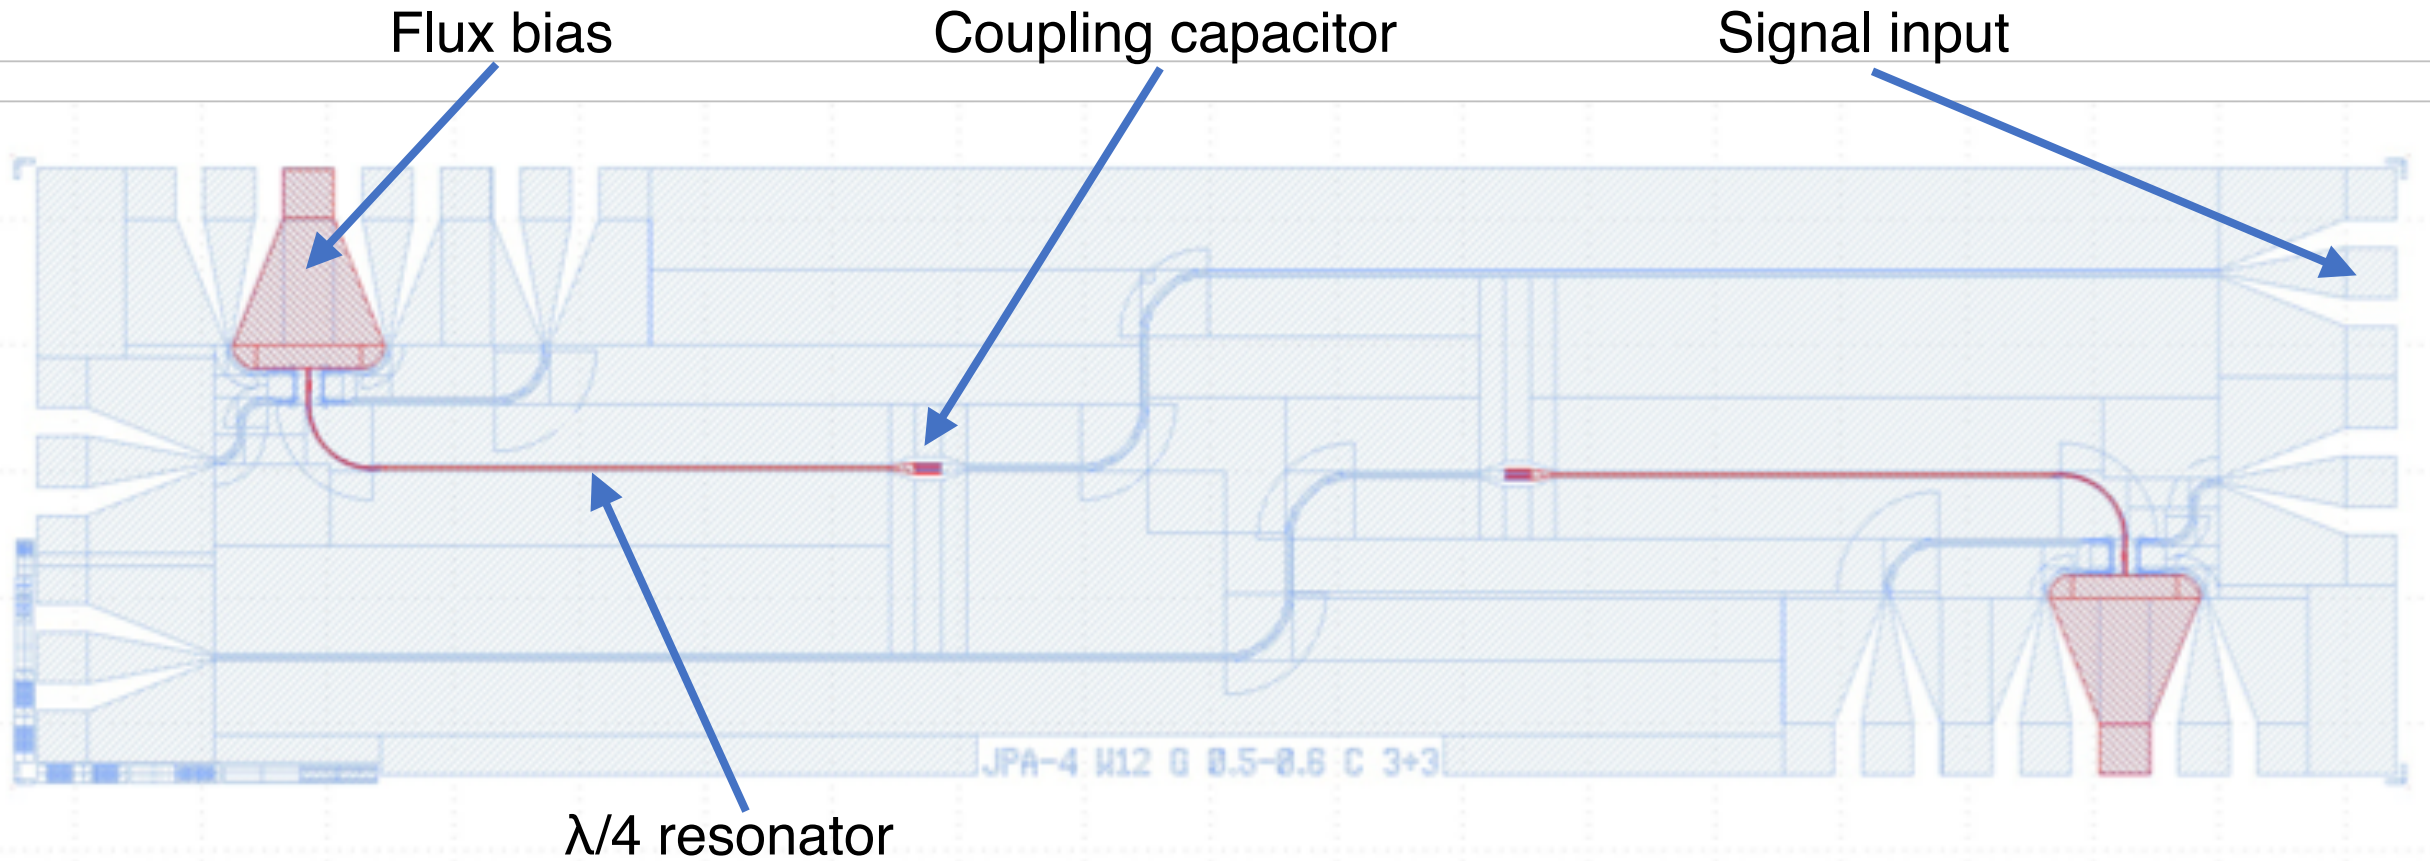 Flux bias
Coupling capacitor
Signal input
JPA-4 W12 G 0.5-0.6 C 3+3
λ/4 resonator